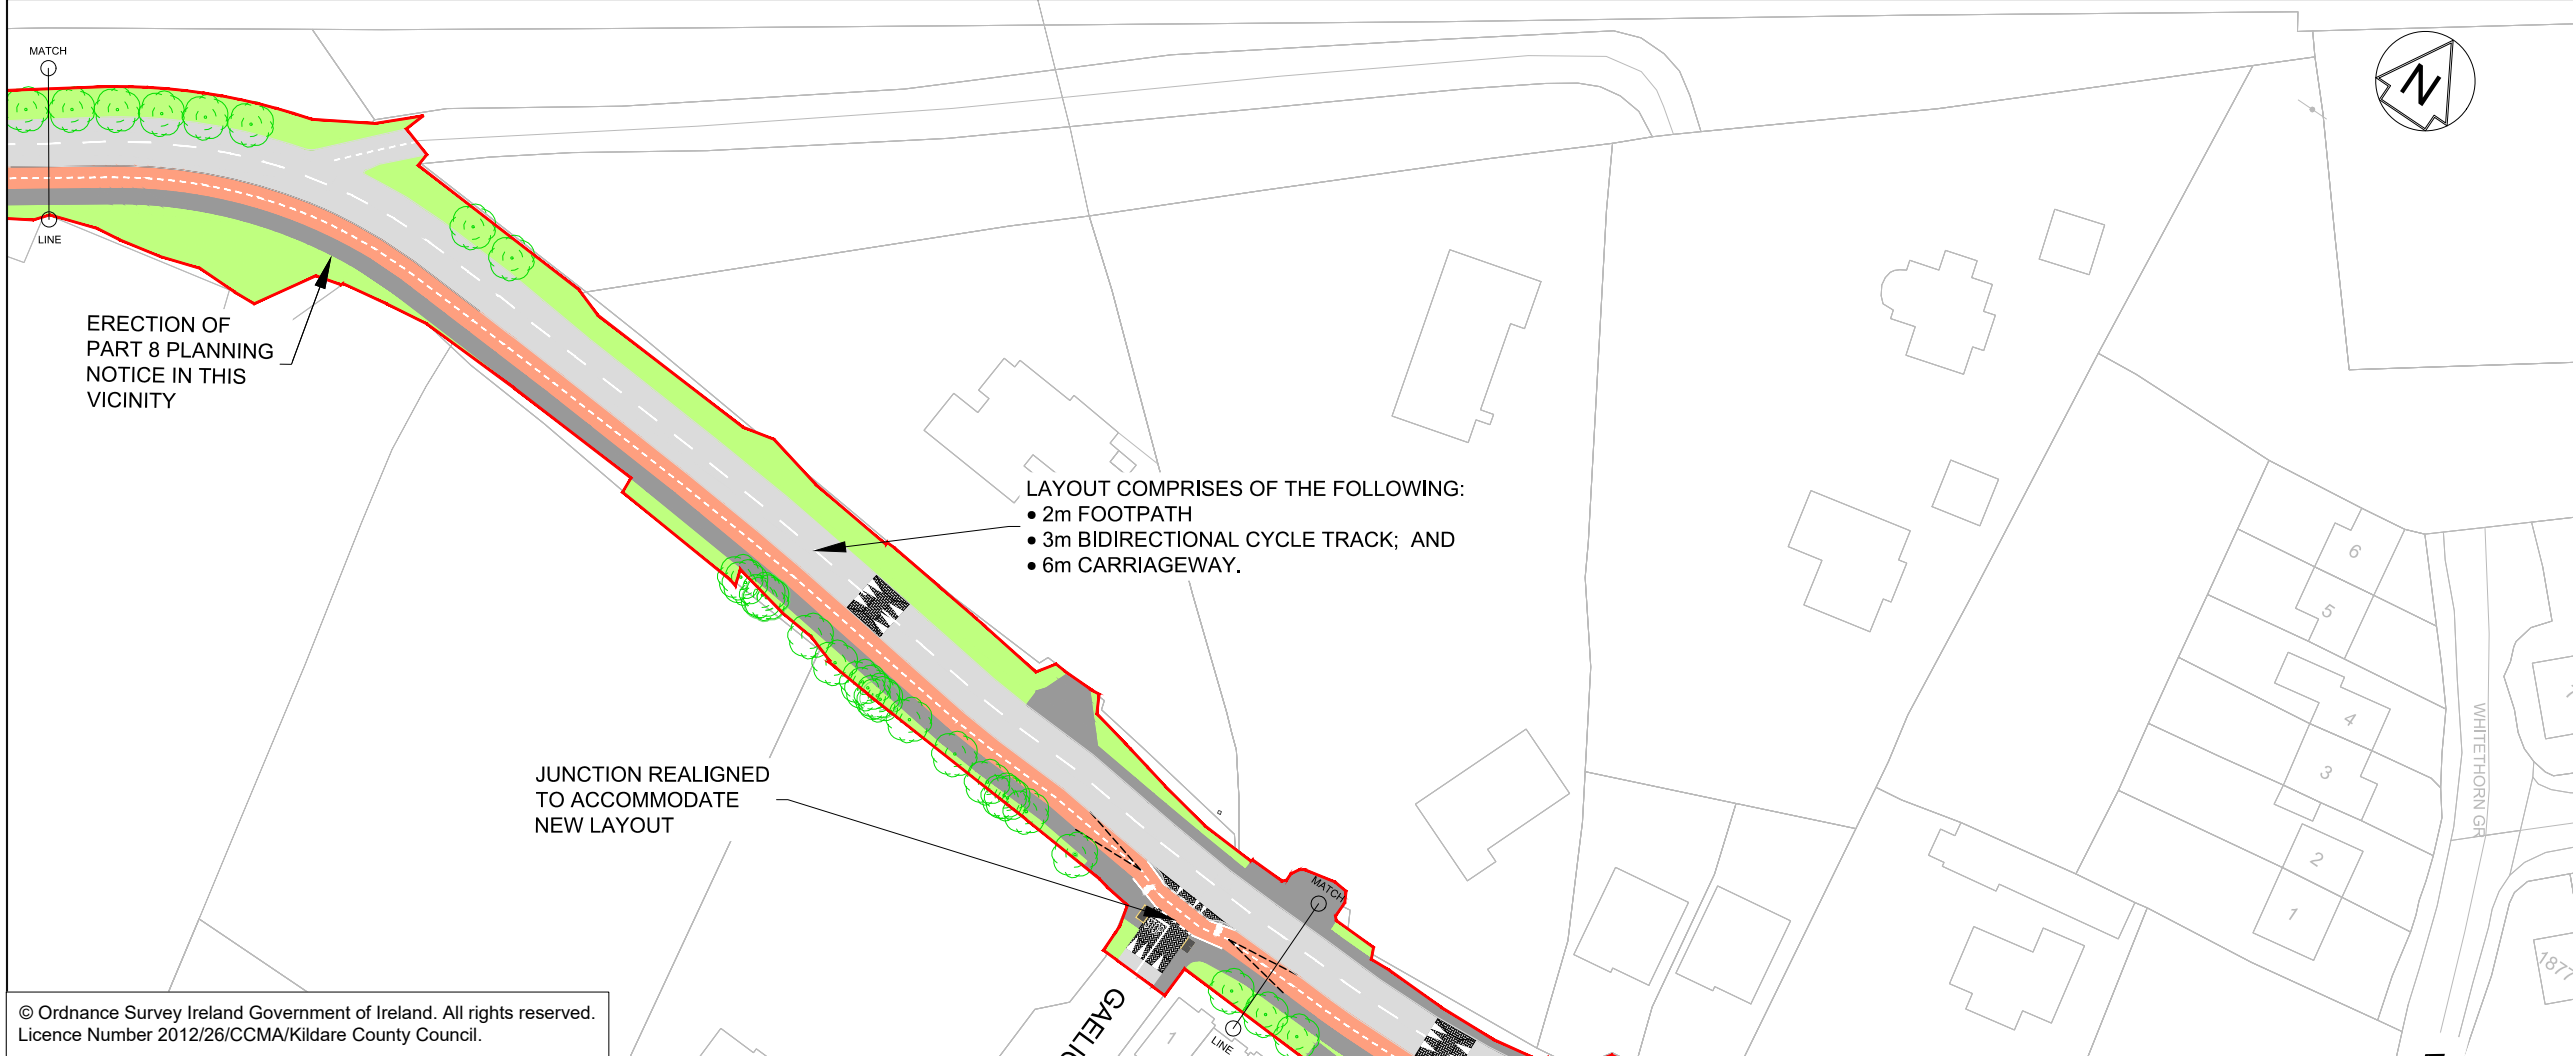 MATCH
N
LINE
ERECTION OF
PART 8 PLANNING
NOTICE IN THIS
VICINITY
LAYOUT COMPRISES OF THE FOLLOWING:
• 2m FOOTPATH
• 3m BIDIRECTIONAL CYCLE TRACK; AND
• 6m CARRIAGEWAY.
6
5
4
3
2
1
WHITETHORN GR
JUNCTION REALIGNED
TO ACCOMMODATE
NEW LAYOUT
MATCH
1877
GAELIC
1
LINE
© Ordnance Survey Ireland Government of Ireland. All rights reserved.
Licence Number 2012/26/CCMA/Kildare County Council.